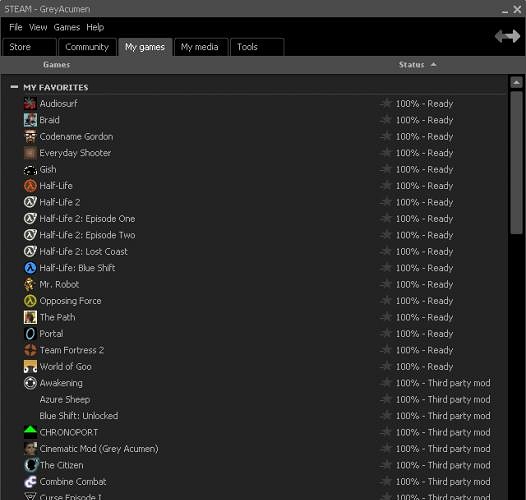 STEAM - GreyAcumen
File View Games Help
Store Community My games My media Tools
Games Status
MY FAVORITES
Audiosurf 100% - Ready
Braid 100% - Ready
Codename Gordon 100% - Ready
Everyday Shooter 100% - Ready
Gish 100% - Ready
Half-Life 100% - Ready
Half-Life 2 100% - Ready
Half-Life 2: Episode One 100% - Ready
Half-Life 2: Episode Two 100% - Ready
Half-Life 2: Lost Coast 100% - Ready
Half-Life: Blue Shift 100% - Ready
Mr. Robot 100% - Ready
Opposing Force 100% - Ready
The Path 100% - Ready
Portal 100% - Ready
Team Fortress 2 100% - Ready
World of Goo 100% - Ready
Awakening 100% - Third party mod
Azure Sheep 100% - Third party mod
Blue Shift: Unlocked 100% - Third party mod
CHRONOPORT 100% - Third party mod
Cinematic Mod (Grey Acumen) 100% - Third party mod
The Citizen 100% - Third party mod
Combine Combat 100% - Third party mod
Curse Episode I 100% - Third party mod